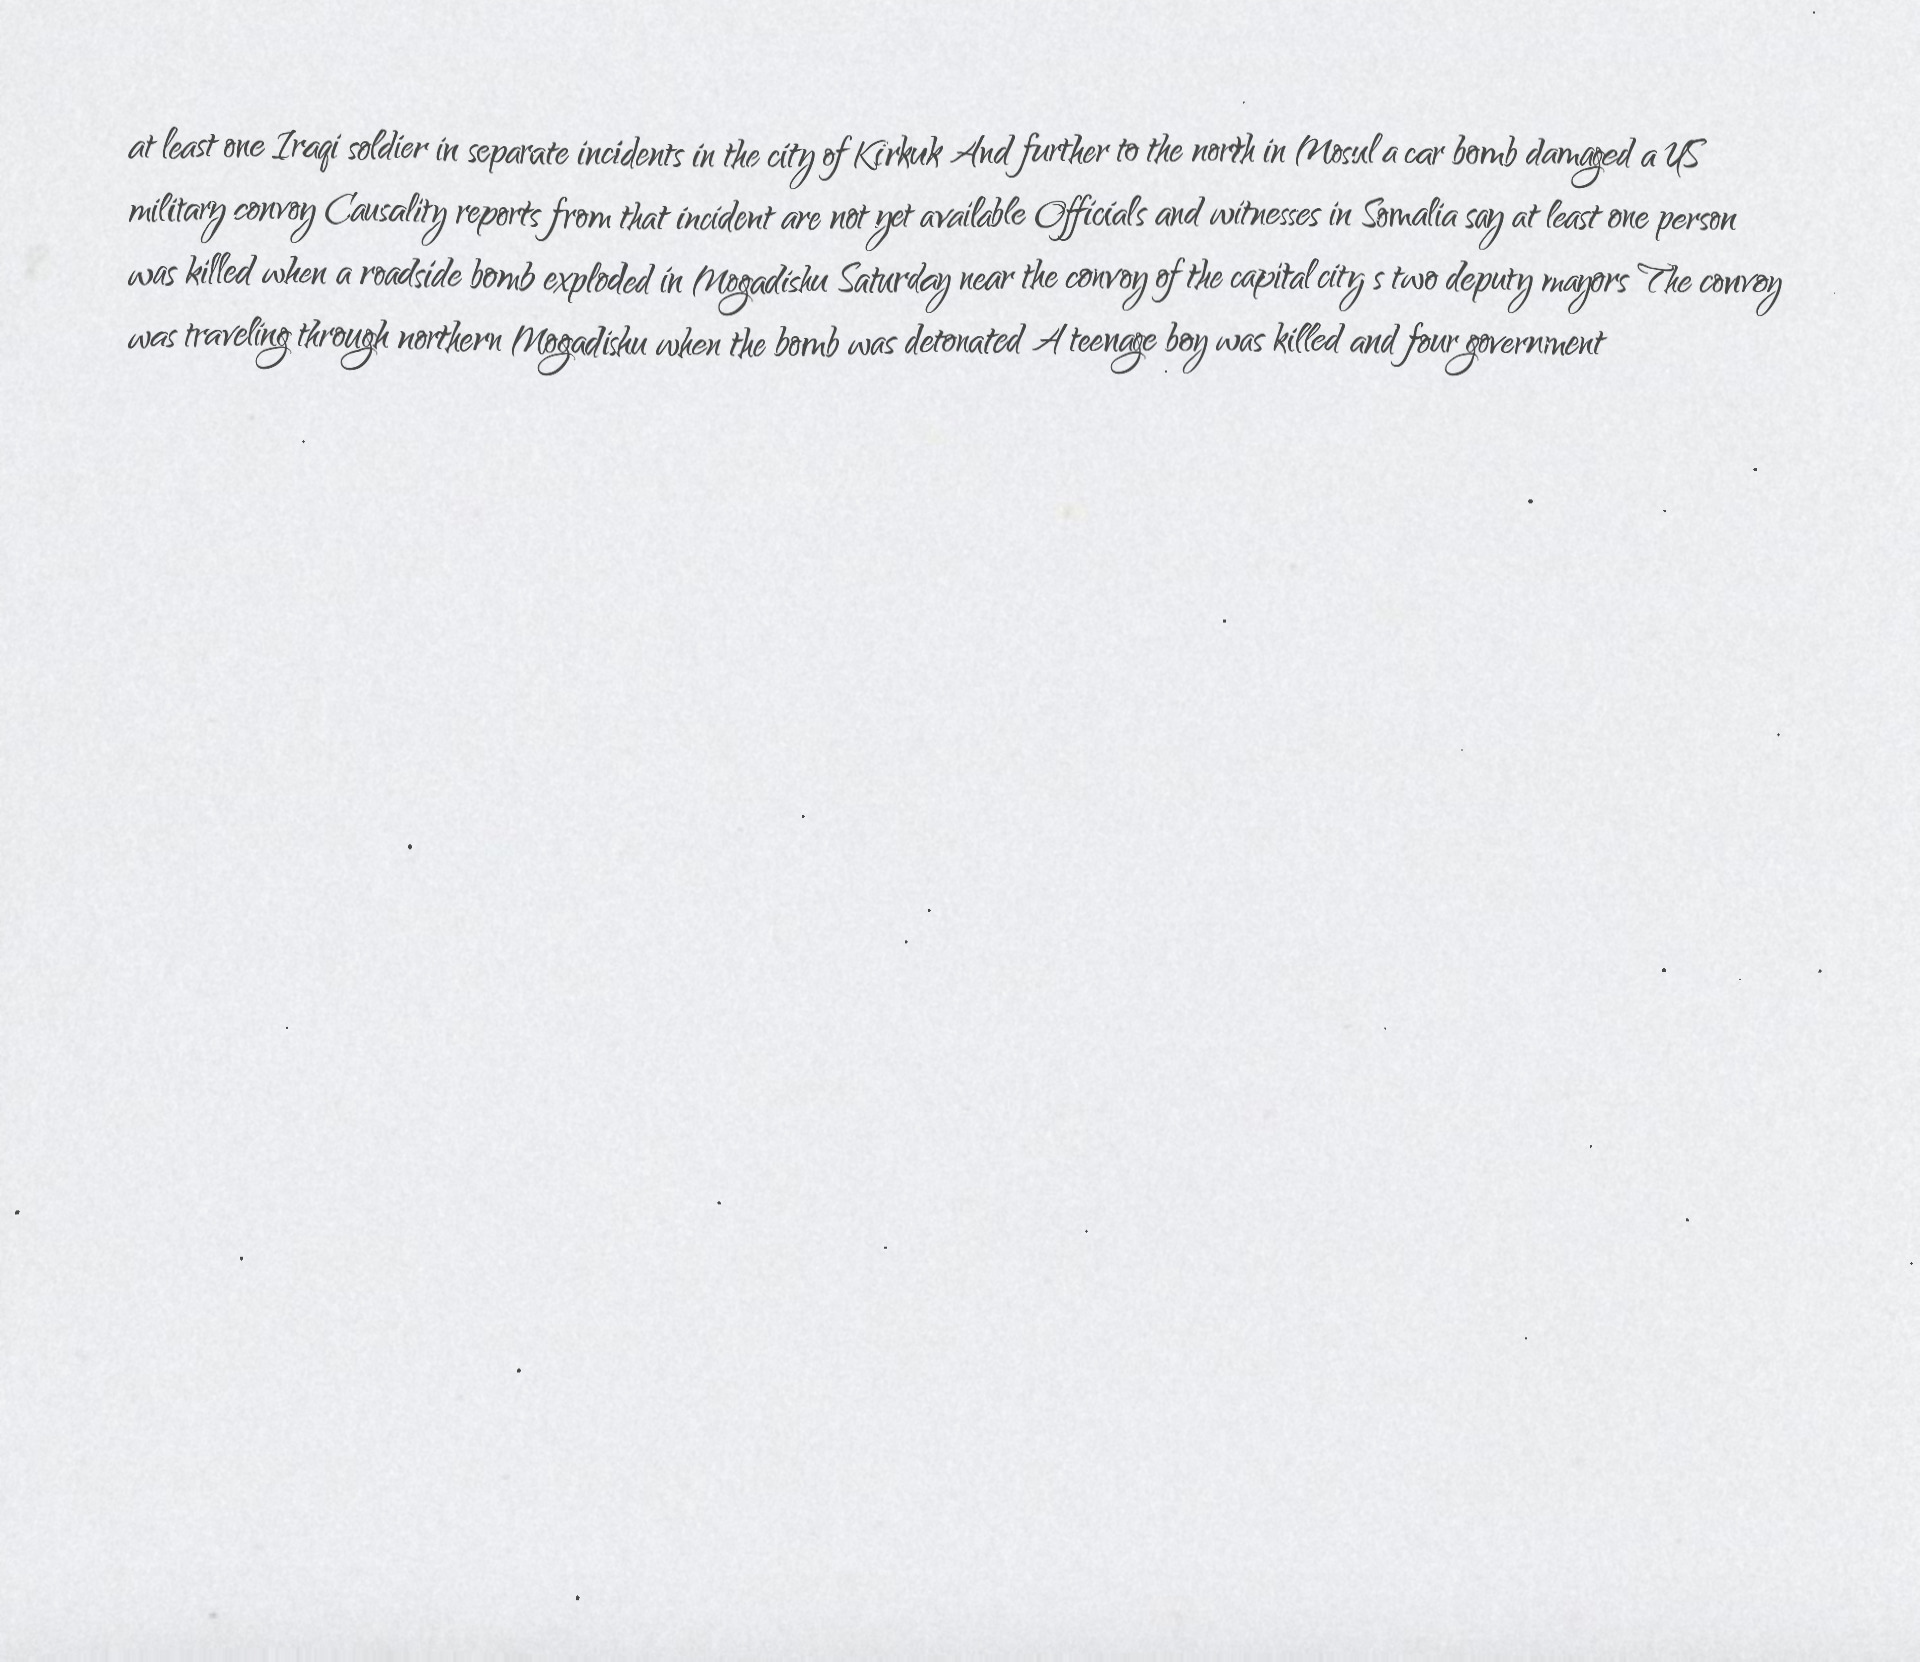 at least one Iraqi soldier in separate incidents in the city of Kirkuk And further to the north in Mosul a car bomb damaged a US
military convoy Causality reports from that incident are not yet available Officials and witnesses in Somalia say at least one person
was killed when a roadside bomb exploded in Mogadishu Saturday near the convoy of the capital city s two deputy mayors The convoy
was traveling through northern Mogadishu when the bomb was detonated A teenage boy was killed and four government